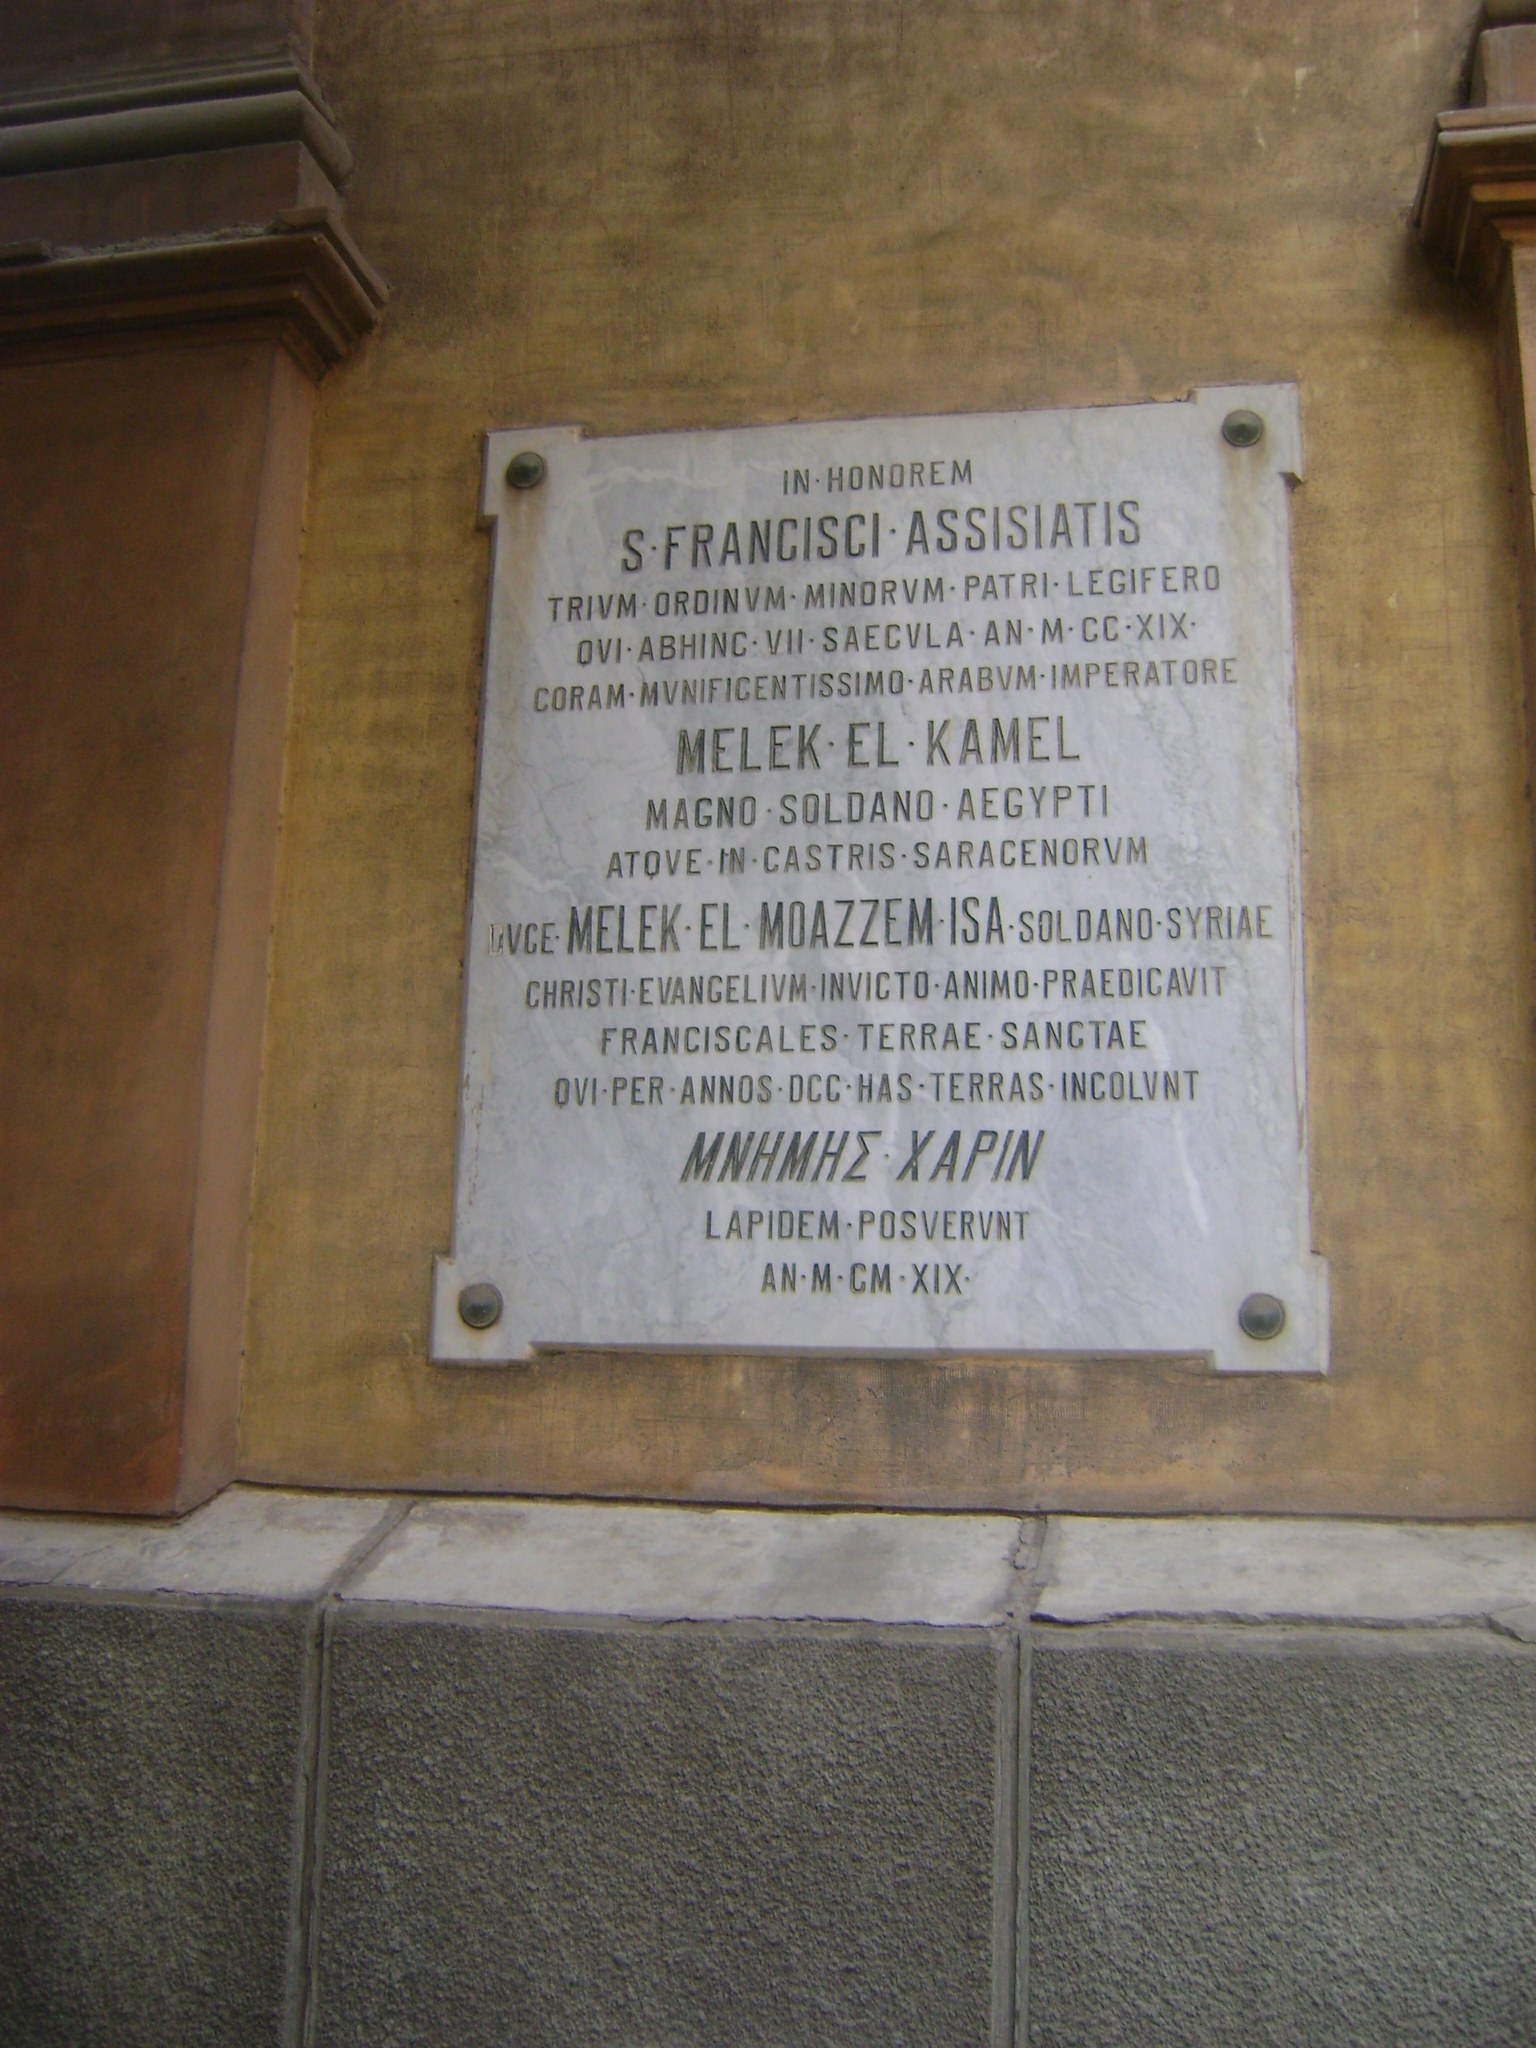 IN·HONOREM
S·FRANCISCI·ASSISIATIS
TRIVM·ORDINVM·MINORVM·PATRI·LEGIFERO
QVI·ABHINC·VII·SAECVLA·AN·M·CC·XIX·
CORAM·MVNIFICENTISSIMO·ARABVM·IMPERATORE
MELEK·EL·KAMEL
MAGNO·SOLDANO·AEGYPTI
ATQVE·IN·CASTRIS·SARACENORVM
DVCE·MELEK·EL·MOAZZEM·ISA·SOLDANO·SYRIAE
CHRISTI·EVANGELIVM·INVICTO·ANIMO·PRAEDICAVIT
FRANCISCALES·TERRAE·SANCTAE
QVI·PER·ANNOS·DCC·HAS·TERRAS·INCOLVNT
ΜΝΗΜΗΣ·ΧΑΡΙΝ
LAPIDEM·POSVERVNT
AN·M·CM·XIX·